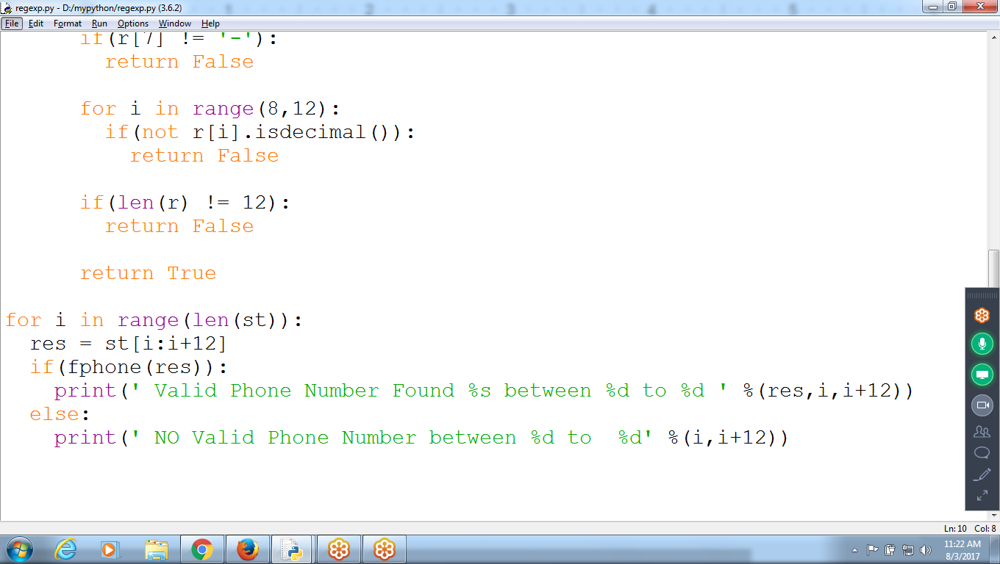 regexp.py - D:/mypython/regexp.py (3.6.2)
File Edit Format Run Options Window Help
if(r[7] != '-'):
return False
for i in range(8,12):
if(not r[i].isdecimal()):
return False
if(len(r) != 12):
return False
return True
for i in range(len(st)):
res = st[i:i+12]
if(fphone(res)):
print(' Valid Phone Number Found %s between %d to %d ' %(res,i,i+12))
else:
print(' NO Valid Phone Number between %d to  %d' %(i,i+12))
Ln: 10 Col: 8
11:22 AM
8/3/2017